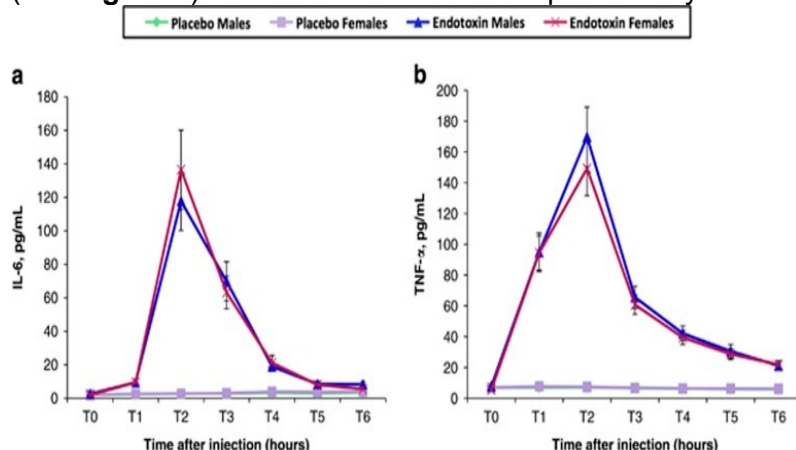 Placebo Males Placebo Females Endotoxin Males Endotoxin Females
a
180
160
140
120
100
80
60
40
20
0
IL-6, pg/mL
T0 T1 T2 T3 T4 T5 T6
Time after injection (hours)
b
200
180
160
140
120
100
80
60
40
20
0
TNF-α, pg/mL
T0 T1 T2 T3 T4 T5 T6
Time after injection (hours)